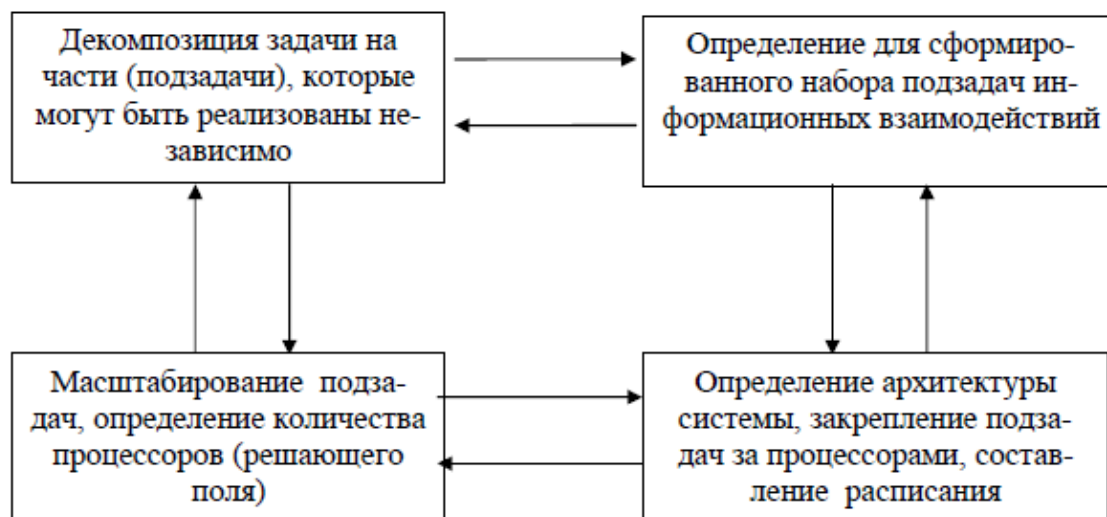 Декомпозиция задачи на
части (подзадачи), которые
могут быть реализованы не-
зависимо
Определение для сформиро-
ванного набора подзадач ин-
формационных взаимодействий
Масштабирование подза-
дач, определение количества
процессоров (решающего
поля)
Определение архитектуры
системы, закрепление подза-
дач за процессорами, состав-
ление расписания